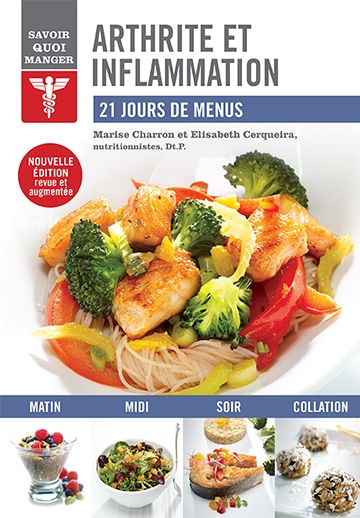 SAVOIR
QUOI
MANGER
ARTHRITE ET
INFLAMMATION
21 JOURS DE MENUS
Marise Charron et Elisabeth Cerqueira,
nutritionnistes, Dt.P.
NOUVELLE
ÉDITION
revue et
augmentée
MATIN
MIDI
SOIR
COLLATION